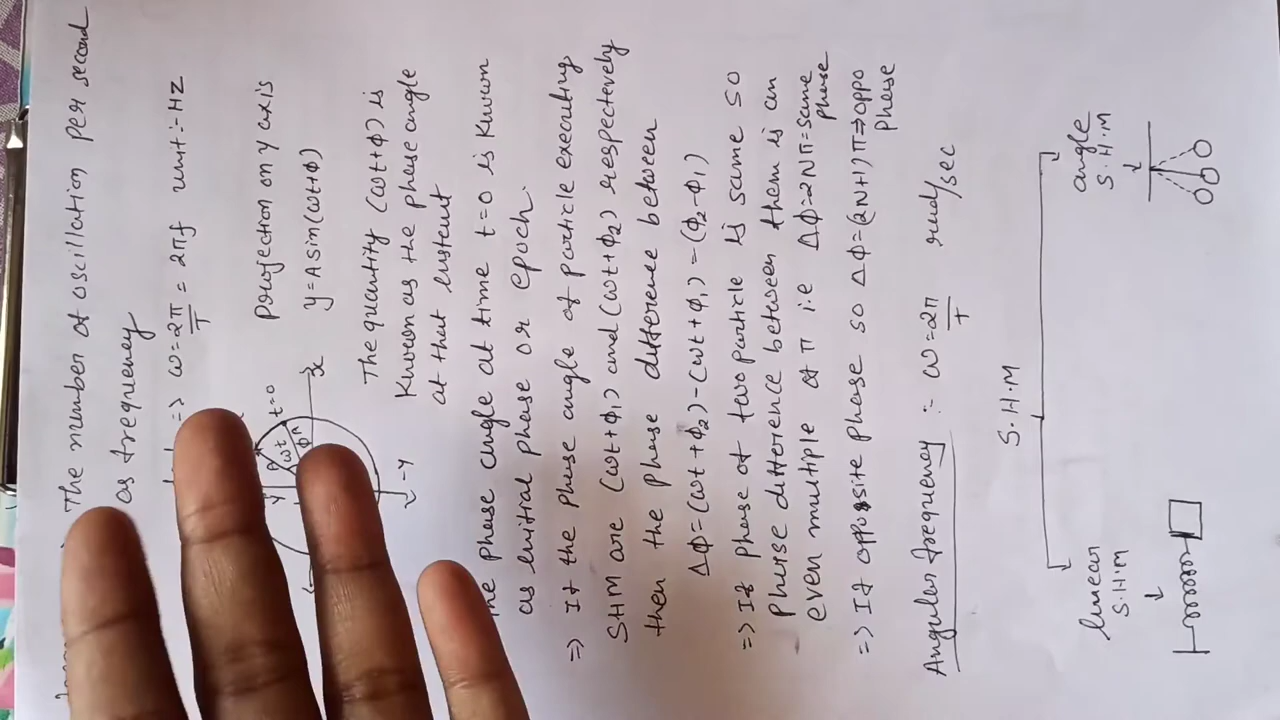 The number of oscillation per second
as frequency
=> ω = 2π/T = 2πf unit :- HZ
Projection on y axis
y = A sin (ωt+ϕ)
t=0
ωt
ϕ
x
y
-y
The quantity (ωt+ϕ) is
Known as the phase angle
at that instent
phase angle at time t=0 is Known
as initial phase or epoch.
=> If the phase angle of particle executing
SHM are (ωt+ϕ₁) and (ωt+ϕ₂) respectevely
then the phase difference between
Δϕ = (ωt+ϕ₂) - (ωt+ϕ₁) = (ϕ₂-ϕ₁)
=> If phase of two particle is same so
phase difference between them is an
even multiple of π i.e Δϕ = 2Nπ = same phase
=> If opposite phase so Δϕ = (2N+1)π => oppo phase
Angular frequency :- ω = 2π/T rad/sec
S.H.M
linear
S.H.M
angle
S.H.M